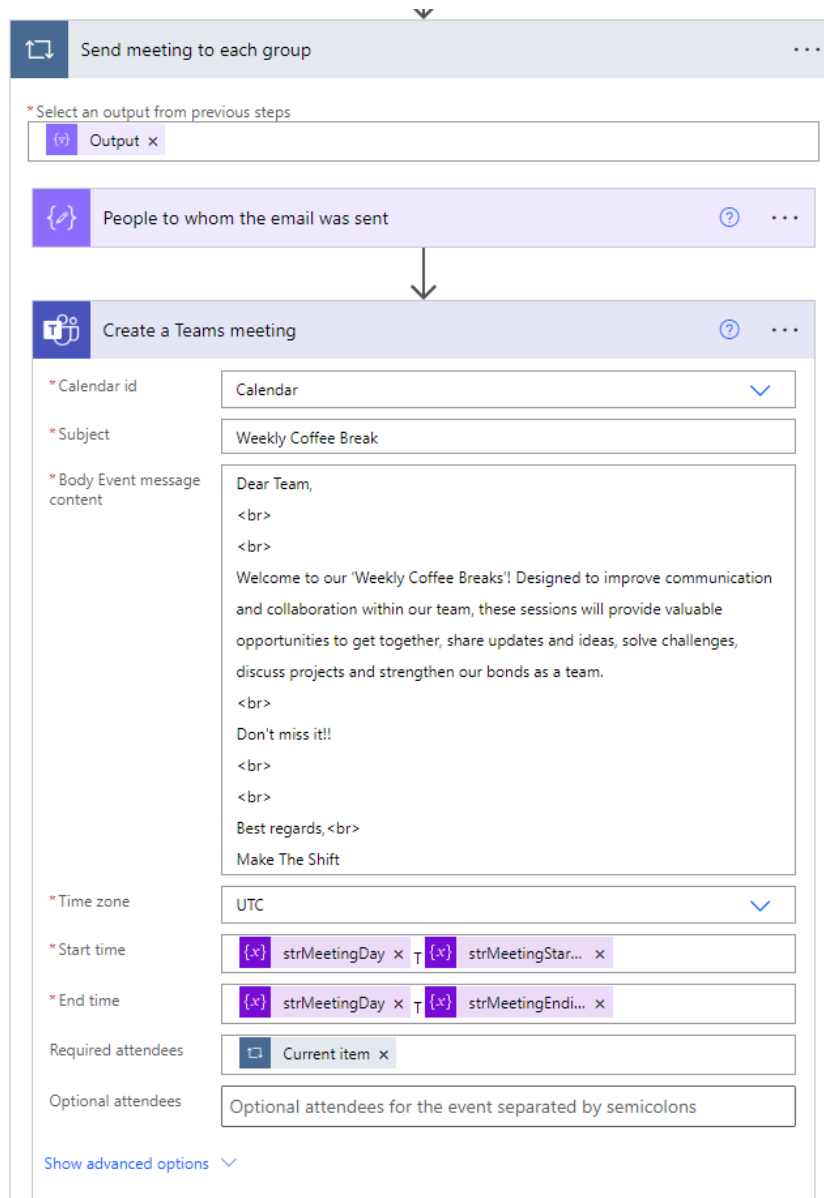 Send meeting to each group
*Select an output from previous steps
Output ×
People to whom the email was sent
Create a Teams meeting
*Calendar id
Calendar
*Subject
Weekly Coffee Break
*Body Event message
content
Dear Team,
<br>
<br>
Welcome to our ‘Weekly Coffee Breaks’! Designed to improve communication
and collaboration within our team, these sessions will provide valuable
opportunities to get together, share updates and ideas, solve challenges,
discuss projects and strengthen our bonds as a team.
<br>
Don't miss it!!
<br>
<br>
Best regards,<br>
Make The Shift
*Time zone
UTC
*Start time
{x} strMeetingDay × T {x} strMeetingStar... ×
*End time
{x} strMeetingDay × T {x} strMeetingEndi... ×
Required attendees
Current item ×
Optional attendees
Optional attendees for the event separated by semicolons
Show advanced options